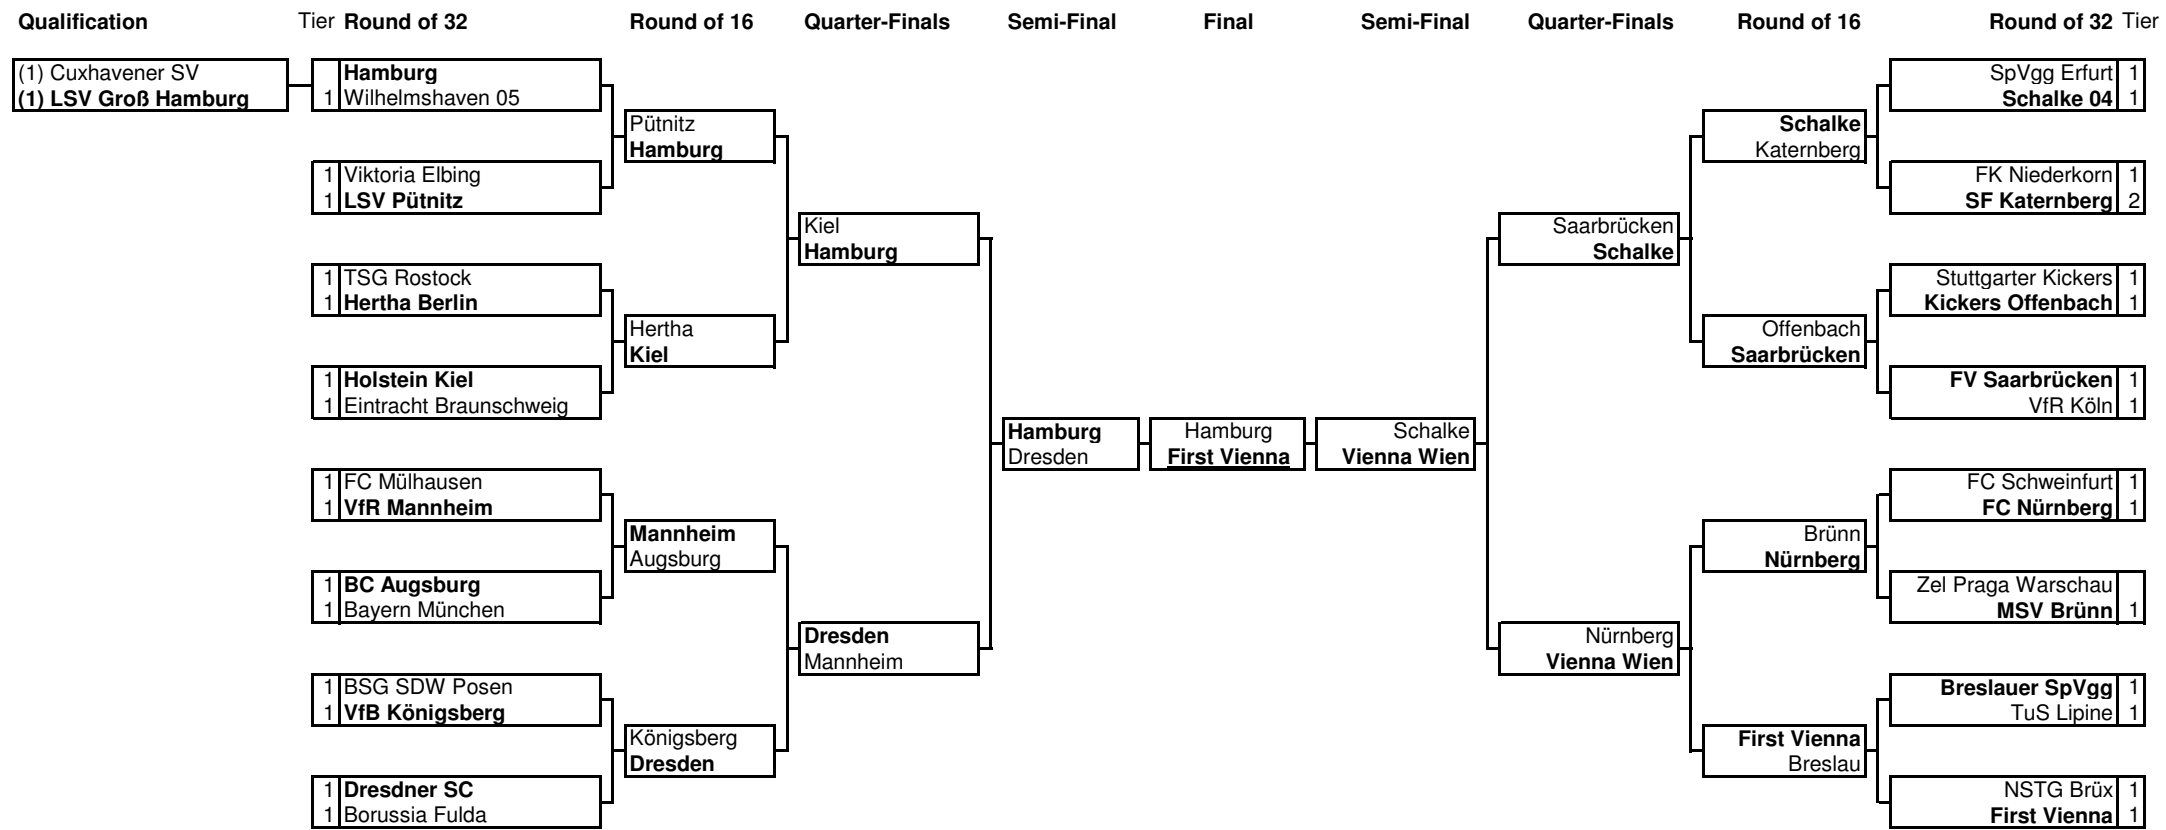 Qualification Tier Round of 32 Round of 16 Quarter-Finals Semi-Final Final Semi-Final Quarter-Finals Round of 16 Round of 32 Tier
(1) Cuxhavener SV Hamburg SpVgg Erfurt 1
(1) LSV Groß Hamburg 1 Wilhelmshaven 05 Schalke 04 1
Pütnitz Schalke
Hamburg Katernberg
1 Viktoria Elbing FK Niederkorn 1
1 LSV Pütnitz SF Katernberg 2
Kiel Saarbrücken
Hamburg Schalke
1 TSG Rostock Stuttgarter Kickers 1
1 Hertha Berlin Kickers Offenbach 1
Hertha Offenbach
Kiel Saarbrücken
1 Holstein Kiel FV Saarbrücken 1
1 Eintracht Braunschweig VfR Köln 1
Hamburg Hamburg Schalke
Dresden First Vienna Vienna Wien
1 FC Mülhausen FC Schweinfurt 1
1 VfR Mannheim FC Nürnberg 1
Mannheim Brünn
Augsburg Nürnberg
1 BC Augsburg Zel Praga Warschau
1 Bayern München MSV Brünn 1
Dresden Nürnberg
Mannheim Vienna Wien
1 BSG SDW Posen Breslauer SpVgg 1
1 VfB Königsberg TuS Lipine 1
Königsberg First Vienna
Dresden Breslau
1 Dresdner SC NSTG Brüx 1
1 Borussia Fulda First Vienna 1